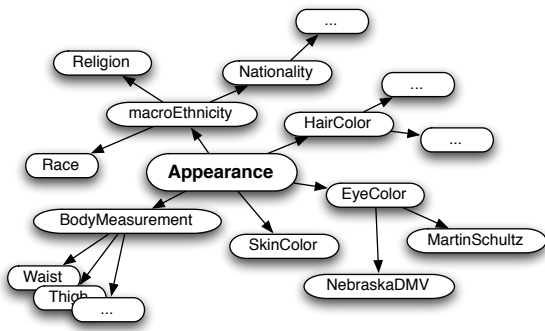 ...
Religion
Nationality
...
macroEthnicity
HairColor
...
Race
Appearance
EyeColor
BodyMeasurement
SkinColor
MartinSchultz
Waist
Thigh
NebraskaDMV
...